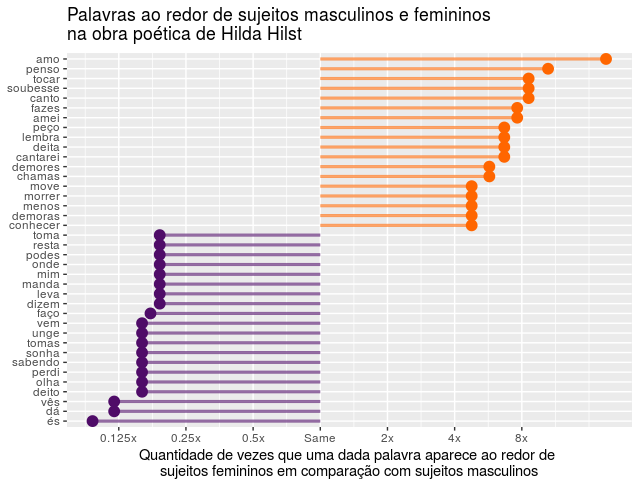 Palavras ao redor de sujeitos masculinos e femininos
na obra poética de Hilda Hilst
amo
penso
tocar
soubesse
canto
fazes
amei
peço
lembra
deita
cantarei
demores
chamas
move
morrer
menos
demoras
conhecer
toma
resta
podes
onde
mim
manda
leva
dizem
faço
vem
unge
tomas
sonha
sabendo
perdi
olha
deito
vês
dá
és
0.125x 0.25x 0.5x Same 2x 4x 8x
Quantidade de vezes que uma dada palavra aparece ao redor de
sujeitos femininos em comparação com sujeitos masculinos